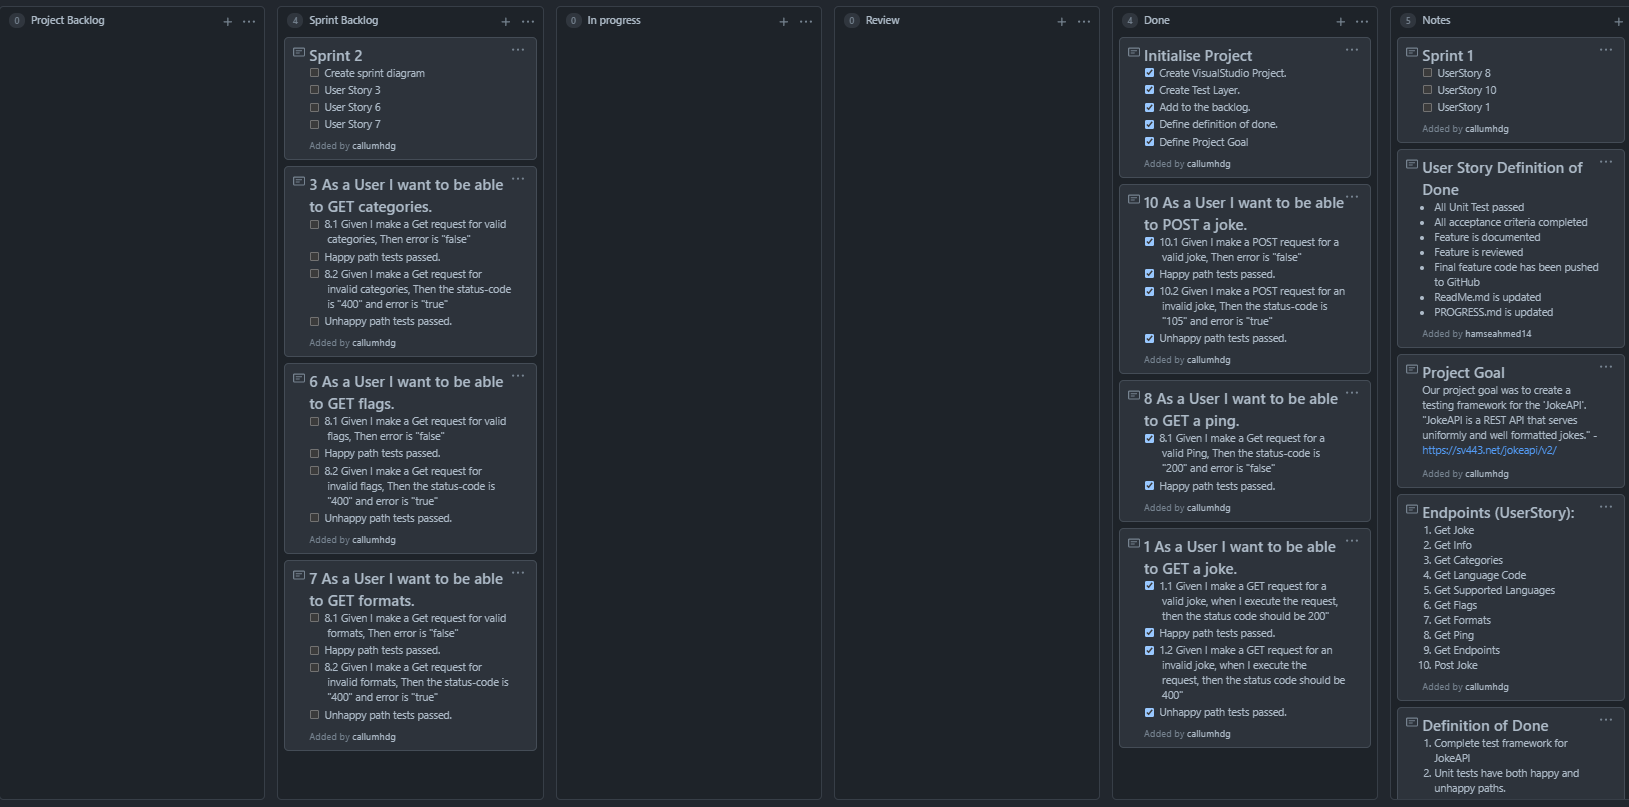 0 Project Backlog
4 Sprint Backlog
Sprint 2
Create sprint diagram
User Story 3
User Story 6
User Story 7
Added by callumhdg
3 As a User I want to be able
to GET categories.
8.1 Given I make a Get request for valid
categories, Then error is "false"
Happy path tests passed.
8.2 Given I make a Get request for
invalid categories, Then the status-code
is "400" and error is "true"
Unhappy path tests passed.
Added by callumhdg
6 As a User I want to be able
to GET flags.
8.1 Given I make a Get request for valid
flags, Then error is "false"
Happy path tests passed.
8.2 Given I make a Get request for
invalid flags, Then the status-code is
"400" and error is "true"
Unhappy path tests passed.
Added by callumhdg
7 As a User I want to be able
to GET formats.
8.1 Given I make a Get request for valid
formats, Then error is "false"
Happy path tests passed.
8.2 Given I make a Get request for
invalid formats, Then the status-code is
"400" and error is "true"
Unhappy path tests passed.
Added by callumhdg
0 In progress
0 Review
4 Done
Initialise Project
Create VisualStudio Project.
Create Test Layer.
Add to the backlog.
Define definition of done.
Define Project Goal
Added by callumhdg
10 As a User I want to be able
to POST a joke.
10.1 Given I make a POST request for a
valid joke, Then error is "false"
Happy path tests passed.
10.2 Given I make a POST request for an
invalid joke, Then the status-code is
"105" and error is "true"
Unhappy path tests passed.
Added by callumhdg
8 As a User I want to be able
to GET a ping.
8.1 Given I make a Get request for a
valid Ping, Then the status-code is
"200" and error is "false"
Happy path tests passed.
Added by callumhdg
1 As a User I want to be able
to GET a joke.
1.1 Given I make a GET request for a
valid joke, when I execute the request,
then the status code should be 200"
Happy path tests passed.
1.2 Given I make a GET request for an
invalid joke, when I execute the
request, then the status code should be
400"
Unhappy path tests passed.
Added by callumhdg
5 Notes
Sprint 1
UserStory 8
UserStory 10
UserStory 1
Added by callumhdg
User Story Definition of
Done
• All Unit Test passed
• All acceptance criteria completed
• Feature is documented
• Feature is reviewed
• Final feature code has been pushed
to GitHub
• ReadMe.md is updated
• PROGRESS.md is updated
Added by hamseahmed14
Project Goal
Our project goal was to create a
testing framework for the 'JokeAPI'.
"JokeAPI is a REST API that serves
uniformly and well formatted jokes." -
https://sv443.net/jokeapi/v2/
Added by callumhdg
Endpoints (UserStory):
1. Get Joke
2. Get Info
3. Get Categories
4. Get Language Code
5. Get Supported Languages
6. Get Flags
7. Get Formats
8. Get Ping
9. Get Endpoints
10. Post Joke
Added by callumhdg
Definition of Done
1. Complete test framework for
JokeAPI
2. Unit tests have both happy and
unhappy paths.